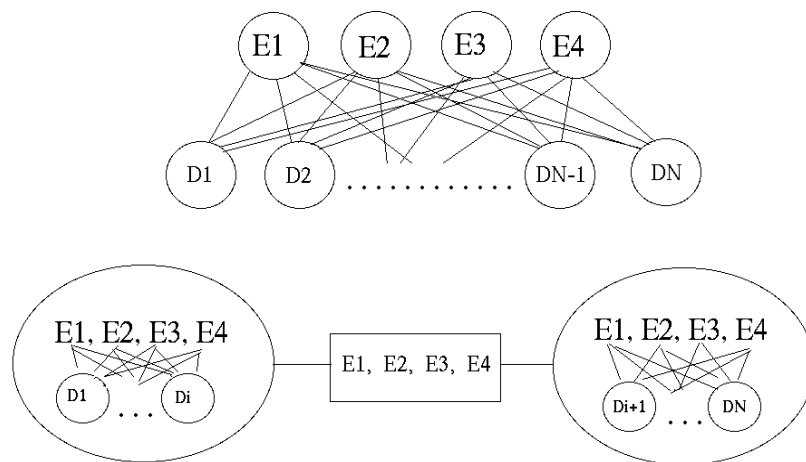 E1 E2 E3 E4
D1 D2 . . . . . . . . . . . . DN-1 DN
E1, E2, E3, E4
D1 . . . Di
E1, E2, E3, E4
E1, E2, E3, E4
Di+1 . . . DN